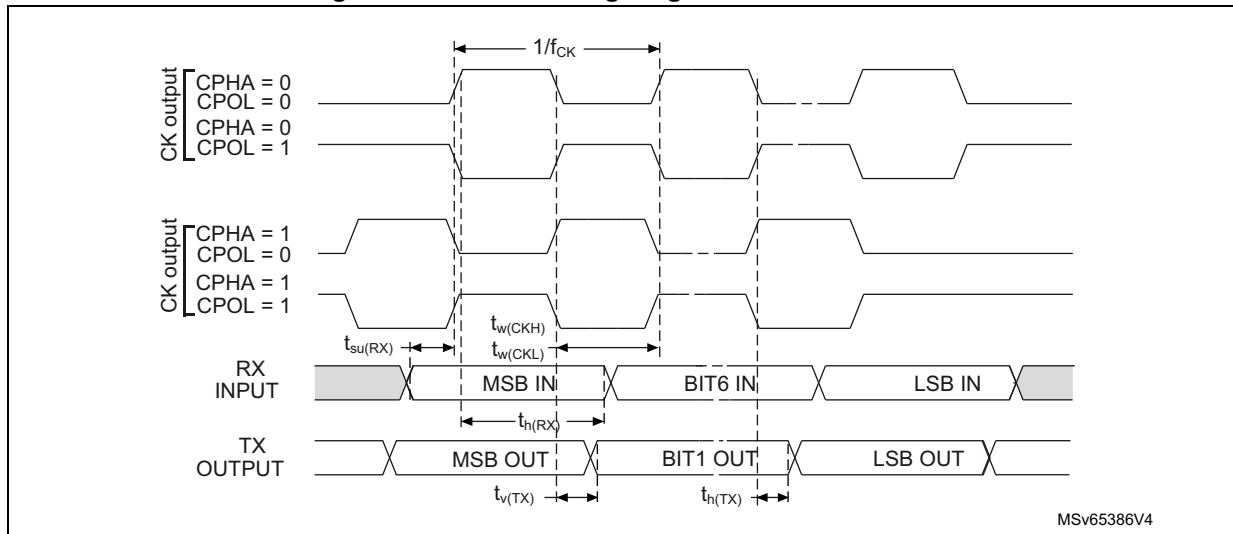 1/fCK
CK output
CPHA = 0
CPOL = 0
CPHA = 0
CPOL = 1
CK output
CPHA = 1
CPOL = 0
CPHA = 1
CPOL = 1
tw(CKH)
tw(CKL)
tsu(RX)
RX
INPUT
MSB IN
BIT6 IN
LSB IN
th(RX)
TX
OUTPUT
MSB OUT
BIT1 OUT
LSB OUT
tv(TX)
th(TX)
MSv65386V4